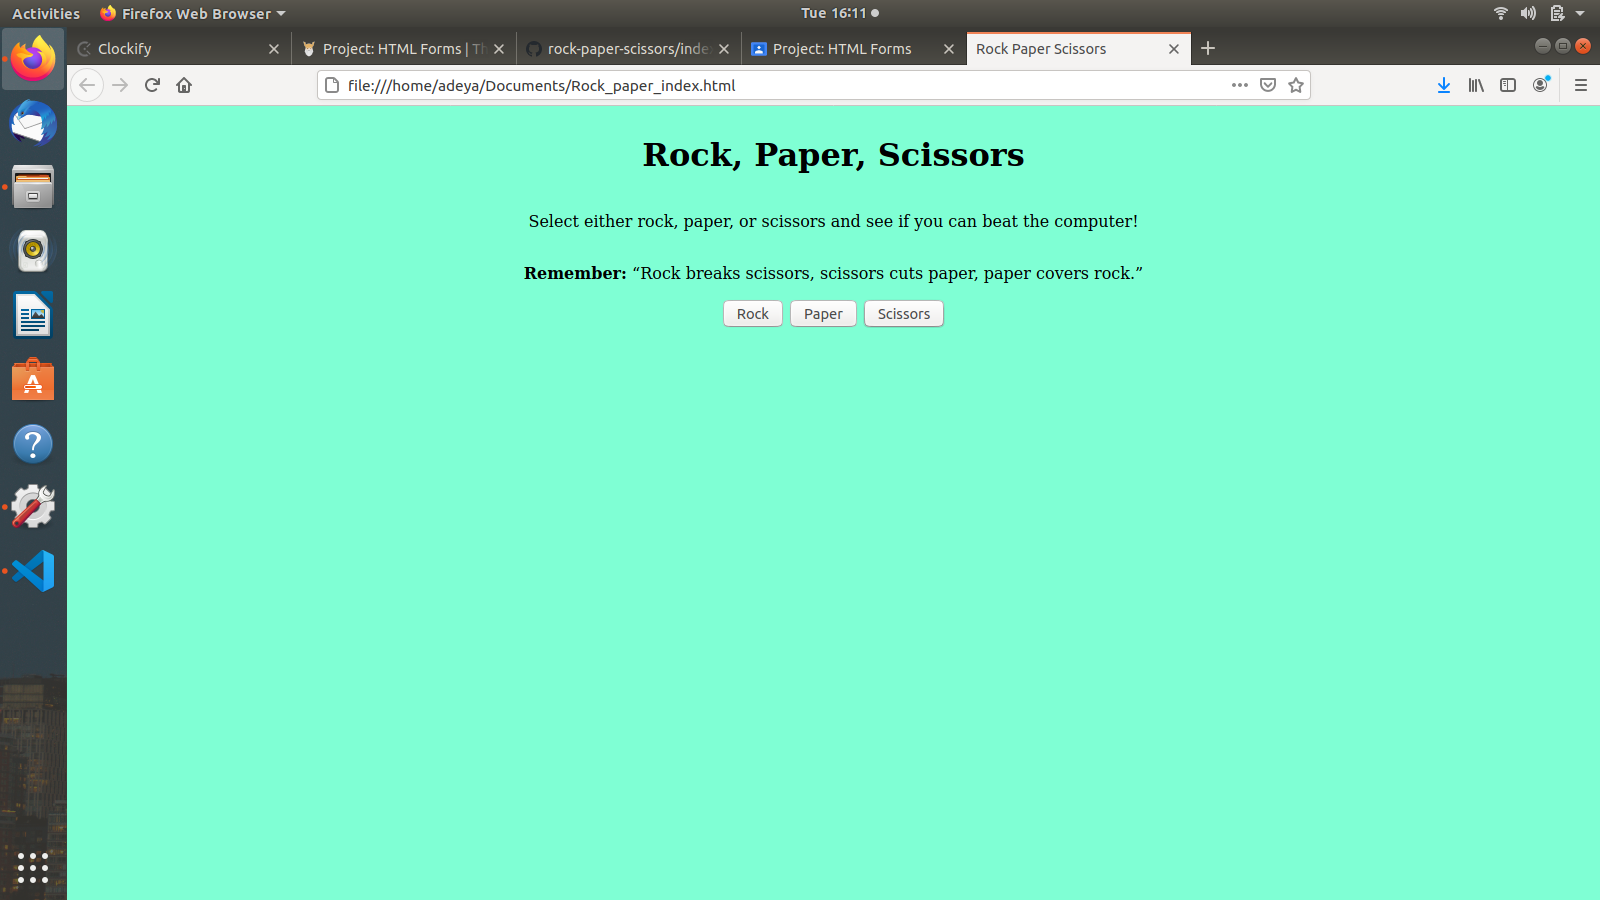 Activities
Firefox Web Browser
Tue 16:11
Clockify
Project: HTML Forms | Th
rock-paper-scissors/inde
Project: HTML Forms
Rock Paper Scissors
file:///home/adeya/Documents/Rock_paper_index.html
Rock, Paper, Scissors
Select either rock, paper, or scissors and see if you can beat the computer!
Remember: “Rock breaks scissors, scissors cuts paper, paper covers rock.”
Rock
Paper
Scissors